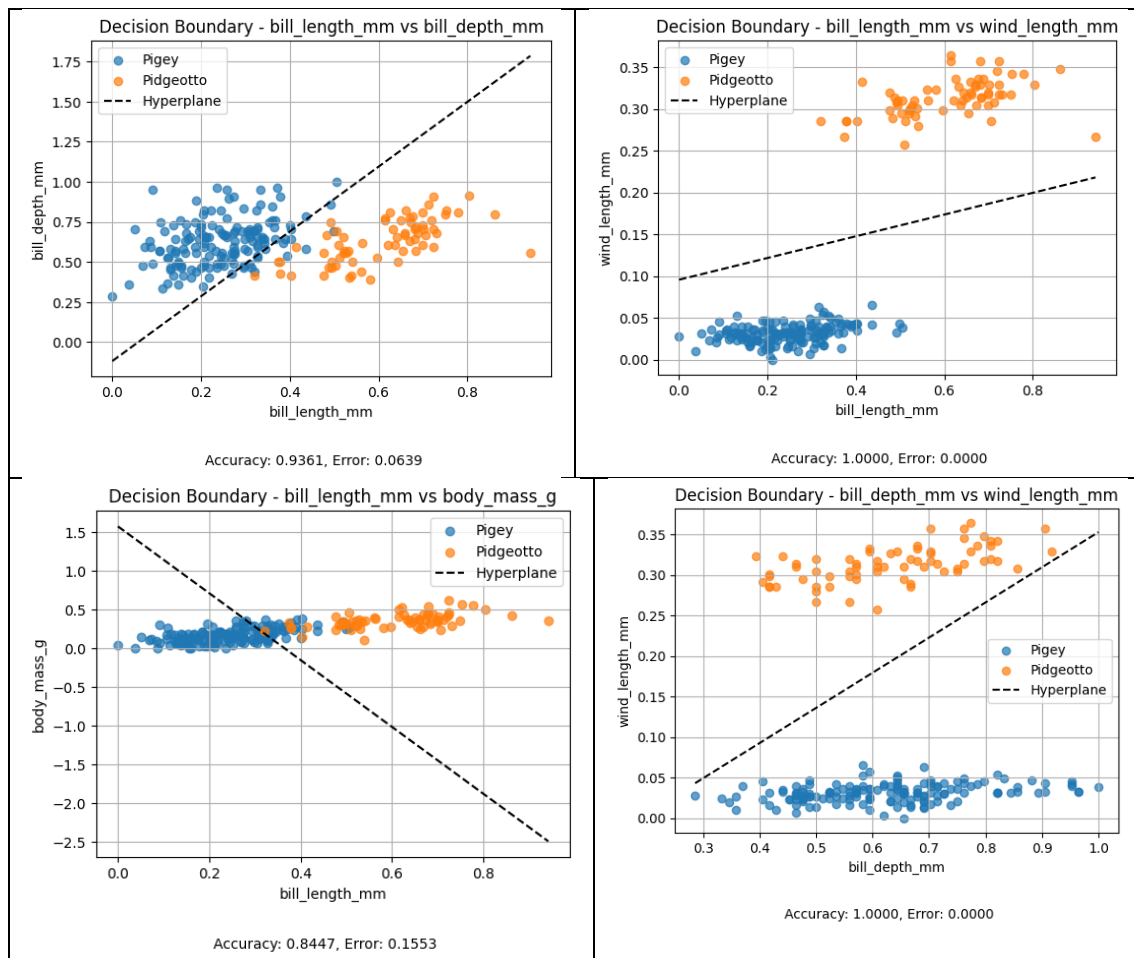 Decision Boundary - bill_length_mm vs bill_depth_mm
Pigey
Pidgeotto
Hyperplane
1.75
1.50
1.25
1.00
0.75
0.50
0.25
0.00
bill_depth_mm
0.0 0.2 0.4 0.6 0.8
bill_length_mm
Accuracy: 0.9361, Error: 0.0639
Decision Boundary - bill_length_mm vs wind_length_mm
Pigey
Pidgeotto
Hyperplane
0.35
0.30
0.25
0.20
0.15
0.10
0.05
0.00
wind_length_mm
0.0 0.2 0.4 0.6 0.8
bill_length_mm
Accuracy: 1.0000, Error: 0.0000
Decision Boundary - bill_length_mm vs body_mass_g
Pigey
Pidgeotto
Hyperplane
1.5
1.0
0.5
0.0
−0.5
−1.0
−1.5
−2.0
−2.5
body_mass_g
0.0 0.2 0.4 0.6 0.8
bill_length_mm
Accuracy: 0.8447, Error: 0.1553
Decision Boundary - bill_depth_mm vs wind_length_mm
0.35
0.30
0.25
0.20
0.15
0.10
0.05
0.00
wind_length_mm
Pigey
Pidgeotto
Hyperplane
0.3 0.4 0.5 0.6 0.7 0.8 0.9 1.0
bill_depth_mm
Accuracy: 1.0000, Error: 0.0000